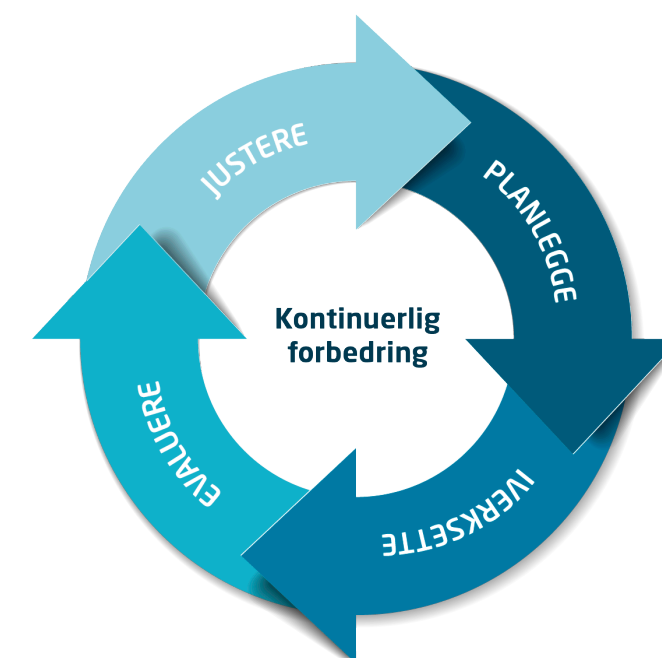 JUSTERE
PLANLEGGE
Kontinuerlig
forbedring
EVALUERE
IVERKSETTE